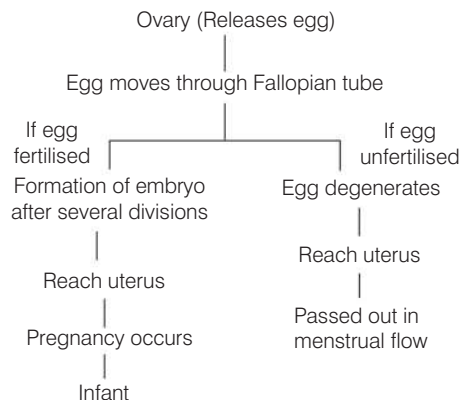 Ovary (Releases egg)
Egg moves through Fallopian tube
If egg
fertilised
Formation of embryo
after several divisions
Reach uterus
Pregnancy occurs
Infant
If egg
unfertilised
Egg degenerates
Reach uterus
Passed out in
menstrual flow